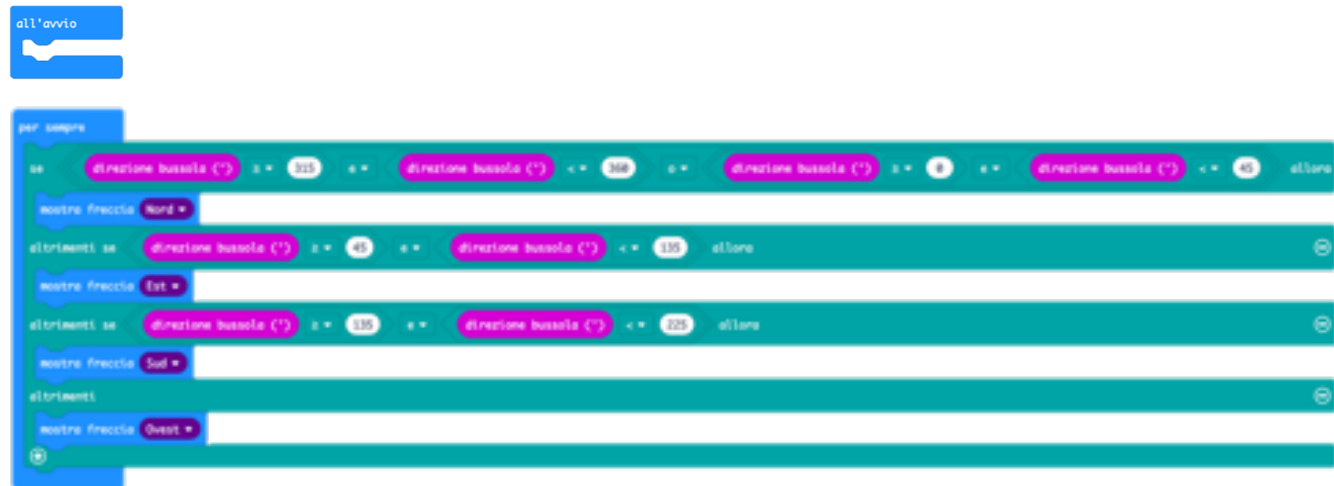 all'avvio
per sempre
se direzione bussola (°) ≥ 315 e direzione bussola (°) < 360 o direzione bussola (°) ≥ 0 e direzione bussola (°) < 45 allora
mostra freccia Nord
altrimenti se direzione bussola (°) ≥ 45 e direzione bussola (°) < 135 allora
mostra freccia Est
altrimenti se direzione bussola (°) ≥ 135 e direzione bussola (°) < 225 allora
mostra freccia Sud
altrimenti
mostra freccia Ovest